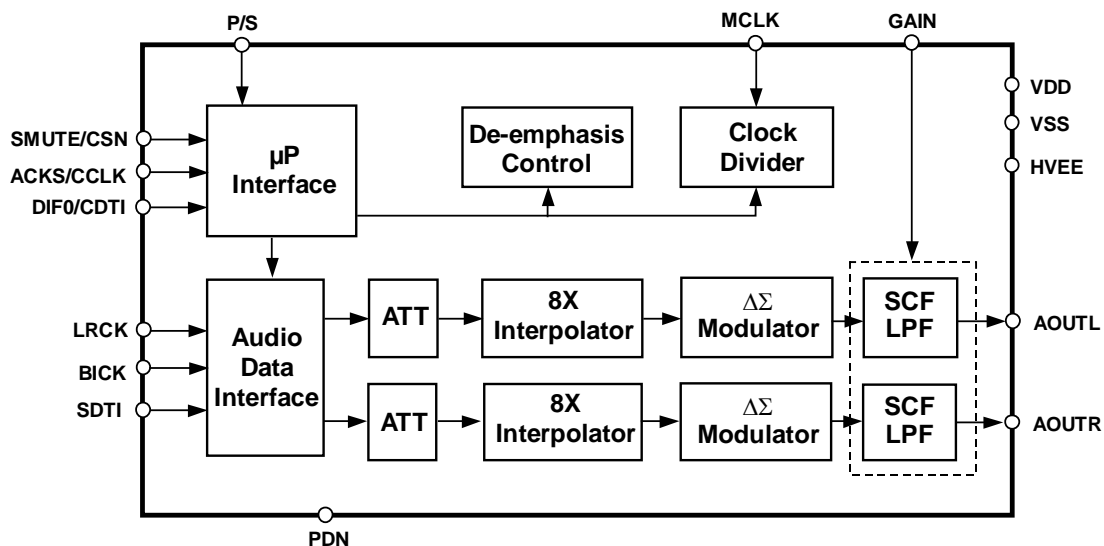 P/S
MCLK
GAIN
VDD
VSS
HVEE
SMUTE/CSN
ACKS/CCLK
DIF0/CDTI
µP
Interface
De-emphasis
Control
Clock
Divider
LRCK
BICK
SDTI
Audio
Data
Interface
ATT
8X
Interpolator
ΔΣ
Modulator
SCF
LPF
AOUTL
ATT
8X
Interpolator
ΔΣ
Modulator
SCF
LPF
AOUTR
PDN